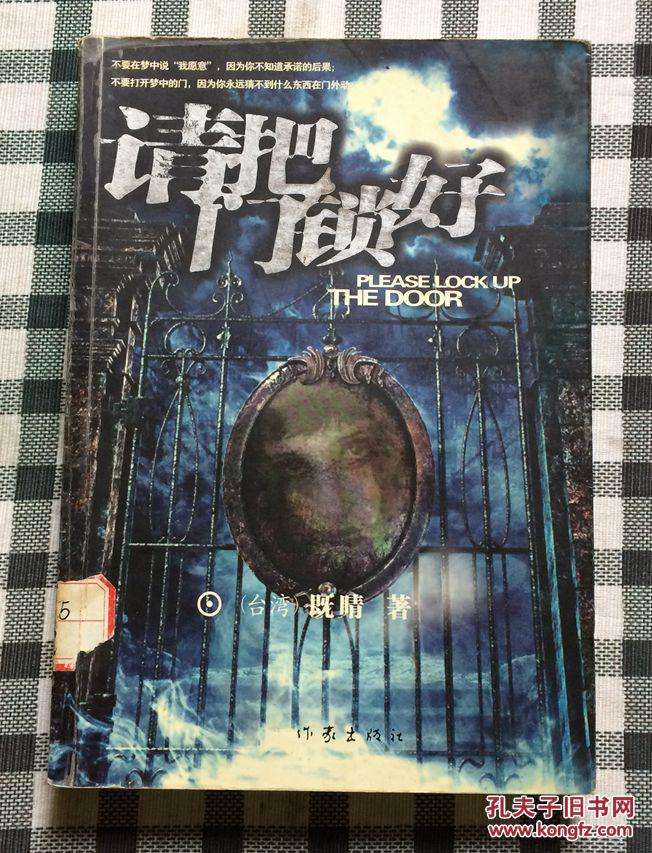 不要在梦中说“我愿意”，因为你不知道承诺的后果；
不要打开梦中的门，因为你永远猜不到什么东西在门外动
请把门锁好
PLEASE LOCK UP
THE DOOR
（台湾）既晴 著
作家出版社
5
孔夫子旧书网
kongfz.com